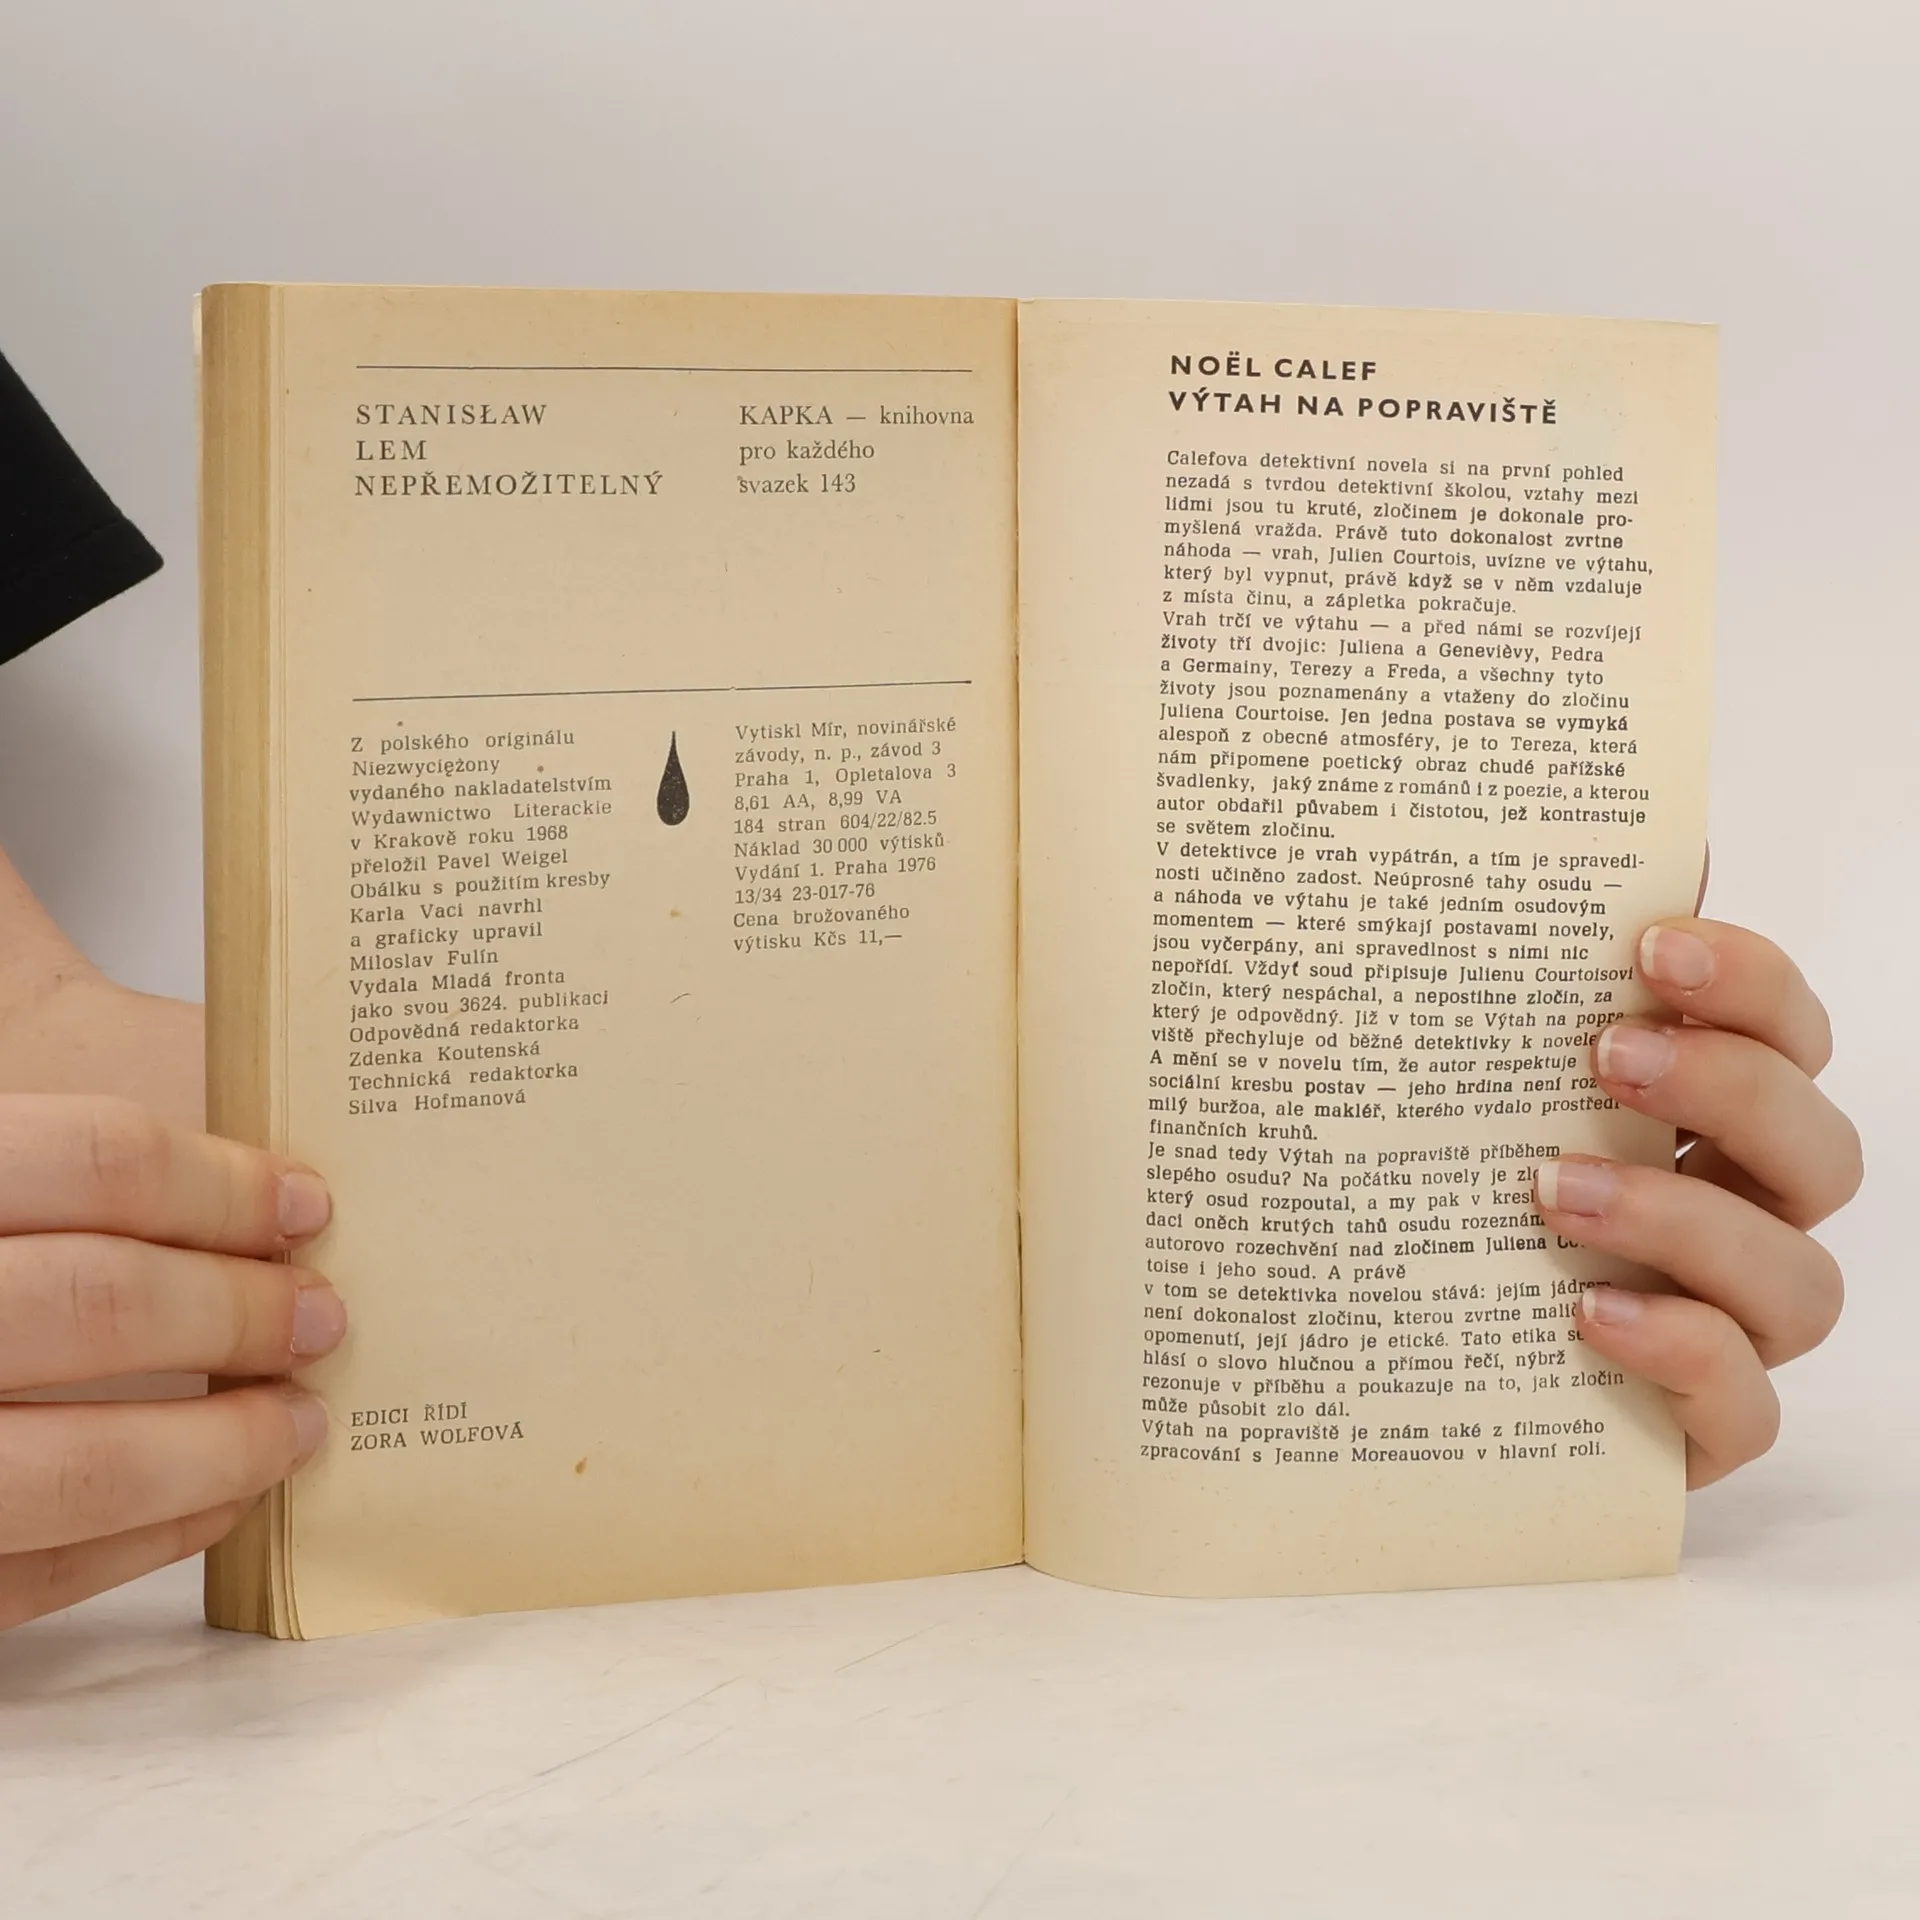 STANISŁAW
LEM
NEPŘEMOŽITELNÝ
KAPKA — knihovna
pro každého
svazek 143
Z polského originálu
Niezwyciężony
vydaného nakladatelstvím
Wydawnictwo Literackie
v Krakově roku 1968
přeložil Pavel Weigel
Obálku s použitím kresby
Karla Vaci navrhl
a graficky upravil
Miloslav Fulín
Vydala Mladá fronta
jako svou 3624. publikaci
Odpovědná redaktorka
Zdenka Koutenská
Technická redaktorka
Silva Hofmanová
Vytiskl Mír, novinářské
závody, n. p., závod 3
Praha 1, Opletalova 3
8,61 AA, 8,99 VA
184 stran 604/22/82.5
Náklad 30 000 výtisků
Vydání 1. Praha 1976
13/34 23-017-76
Cena brožovaného
výtisku Kčs 11,—
EDICI ŘÍDÍ
ZORA WOLFOVÁ
NOËL CALEF
VÝTAH NA POPRAVIŠTĚ
Calefova detektivní novela si na první pohled
nezadá s tvrdou detektivní školou, vztahy mezi
lidmi jsou tu kruté, zločinem je dokonale pro-
myšlená vražda. Právě tuto dokonalost zvrtne
náhoda — vrah, Julien Courtois, uvízne ve výtahu,
který byl vypnut, právě když se v něm vzdaluje
z místa činu, a zápletka pokračuje.
Vrah trčí ve výtahu — a před námi se rozvíjejí
životy tří dvojic: Juliena a Genevièvy, Pedra
a Germainy, Terezy a Freda, a všechny tyto
životy jsou poznamenány a vtaženy do zločinu
Juliena Courtoise. Jen jedna postava se vymyká
alespoň z obecné atmosféry, je to Tereza, která
nám připomene poetický obraz chudé pařížské
švadlenky, jaký známe z románů i z poezie, a kterou
autor obdařil půvabem i čistotou, jež kontrastuje
se světem zločinu.
V detektivce je vrah vypátrán, a tím je spravedl-
nosti učiněno zadost. Neúprosné tahy osudu —
a náhoda ve výtahu je také jedním osudovým
momentem — které smýkají postavami novely,
jsou vyčerpány, ani spravedlnost s nimi nic
nepořídí. Vždyť soud připisuje Julienu Courtoisovi
zločin, který nespáchal, a nepostihne zločin, za
který je odpovědný. Již v tom se Výtah na popra
viště přechyluje od běžné detektivky k novele
A mění se v novelu tím, že autor respektuje
sociální kresbu postav — jeho hrdina není roz
milý buržoa, ale makléř, kterého vydalo prostředí
finančních kruhů.
Je snad tedy Výtah na popraviště příběhem
slepého osudu? Na počátku novely je
který osud rozpoutal, a my pak v
daci oněch krutých tahů osudu
autorovo rozechvění nad zločinem Juliena
toise i jeho soud. A právě
v tom se detektivka novelou stává: jejím jádrem
není dokonalost zločinu, kterou zvrtne
opomenutí, její jádro je etické. Tato etika se
hlásí o slovo hlučnou a přímou řečí, nýbrž
rezonuje v příběhu a poukazuje na to, jak zločin
může působit zlo dál.
Výtah na popraviště je znám také z filmového
zpracování s Jeanne Moreauovou v hlavní roli.